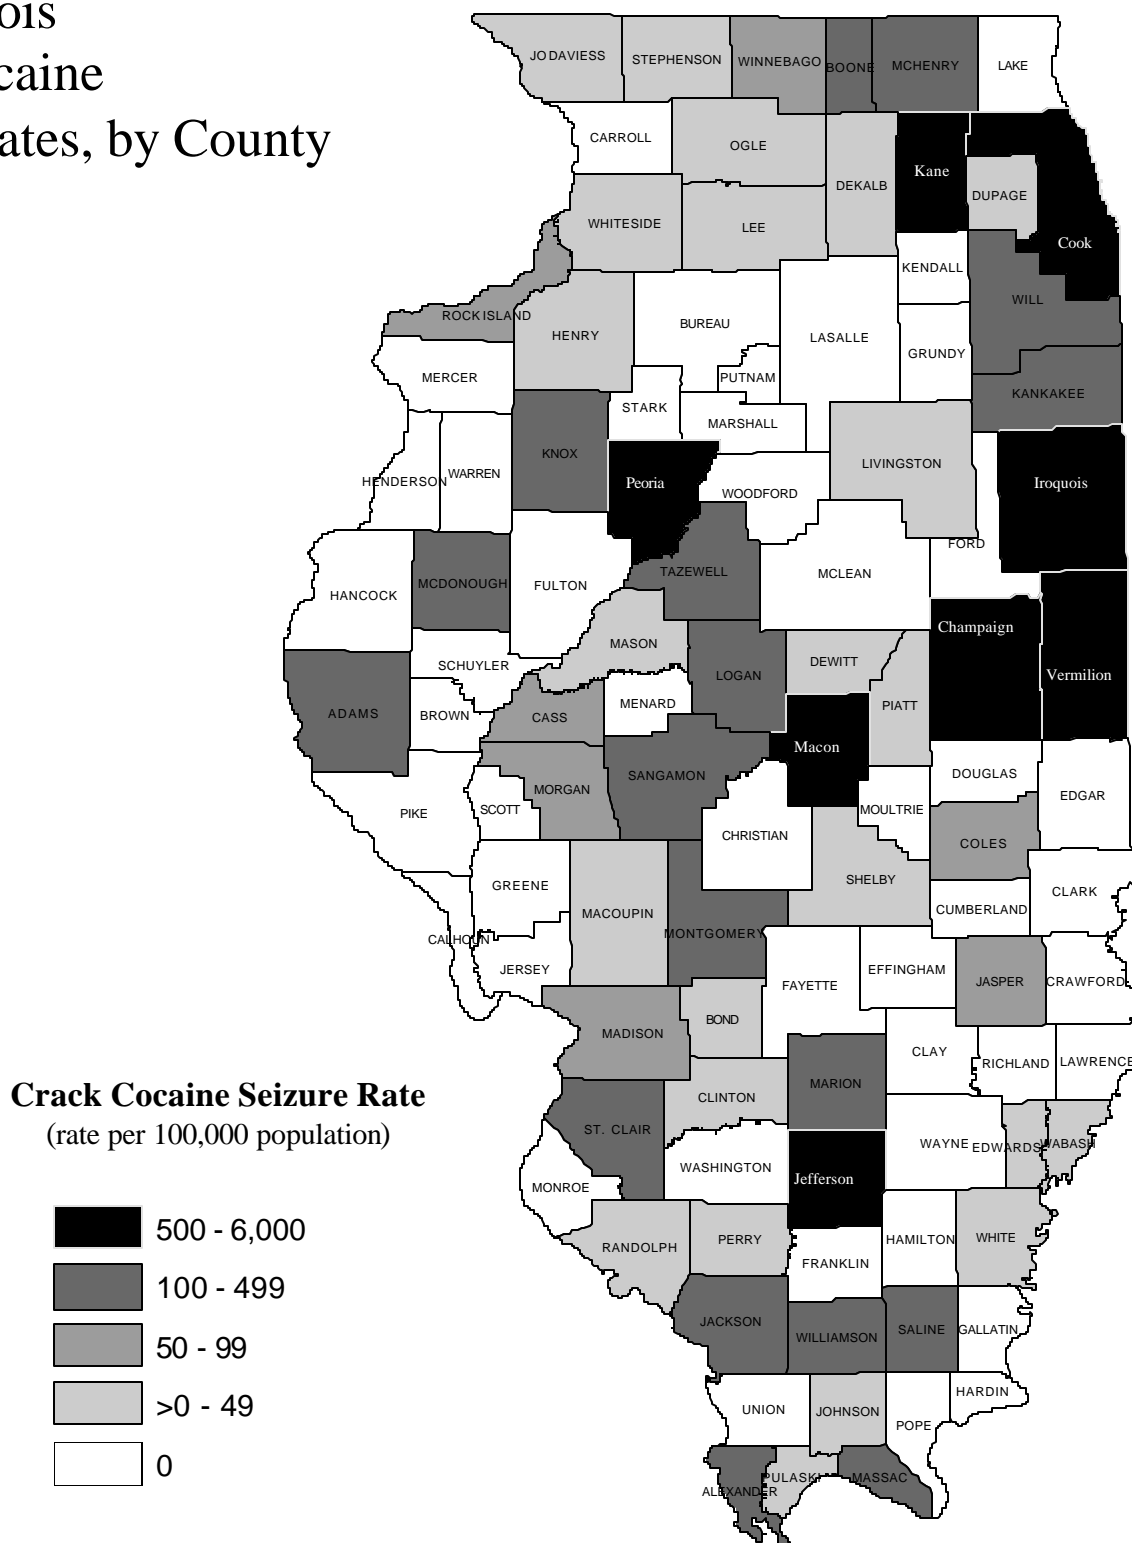 ois
caine
ates, by County
JO DAVIESS
STEPHENSON
WINNEBAGO
BOONE
MCHENRY
LAKE
CARROLL
OGLE
DEKALB
Kane
DUPAGE
Cook
WHITESIDE
LEE
KENDALL
WILL
ROCK ISLAND
HENRY
BUREAU
LASALLE
GRUNDY
MERCER
PUTNAM
KANKAKEE
STARK
MARSHALL
HENDERSON
WARREN
KNOX
Peoria
WOODFORD
LIVINGSTON
Iroquois
FORD
HANCOCK
MCDONOUGH
FULTON
TAZEWELL
MCLEAN
Champaign
Vermilion
MASON
SCHUYLER
LOGAN
DEWITT
PIATT
ADAMS
BROWN
CASS
MENARD
Macon
SANGAMON
DOUGLAS
EDGAR
PIKE
SCOTT
MORGAN
CHRISTIAN
MOULTRIE
COLES
GREENE
MACOUPIN
SHELBY
CUMBERLAND
CLARK
CALHOUN
JERSEY
MONTGOMERY
FAYETTE
EFFINGHAM
JASPER
CRAWFORD
MADISON
BOND
CLAY
RICHLAND
LAWRENCE
MARION
CLINTON
ST. CLAIR
WASHINGTON
WAYNE
EDWARDS
WABASH
MONROE
Jefferson
RANDOLPH
PERRY
FRANKLIN
HAMILTON
WHITE
JACKSON
WILLIAMSON
SALINE
GALLATIN
UNION
JOHNSON
POPE
HARDIN
ALEXANDER
PULASKI
MASSAC
Crack Cocaine Seizure Rate
(rate per 100,000 population)
500 - 6,000
100 - 499
50 - 99
>0 - 49
0